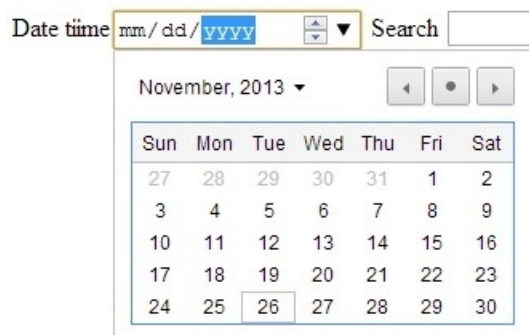 Date tiime mm/dd/yyyy Search
November, 2013
Sun Mon Tue Wed Thu Fri Sat
27 28 29 30 31 1 2
3 4 5 6 7 8 9
10 11 12 13 14 15 16
17 18 19 20 21 22 23
24 25 26 27 28 29 30